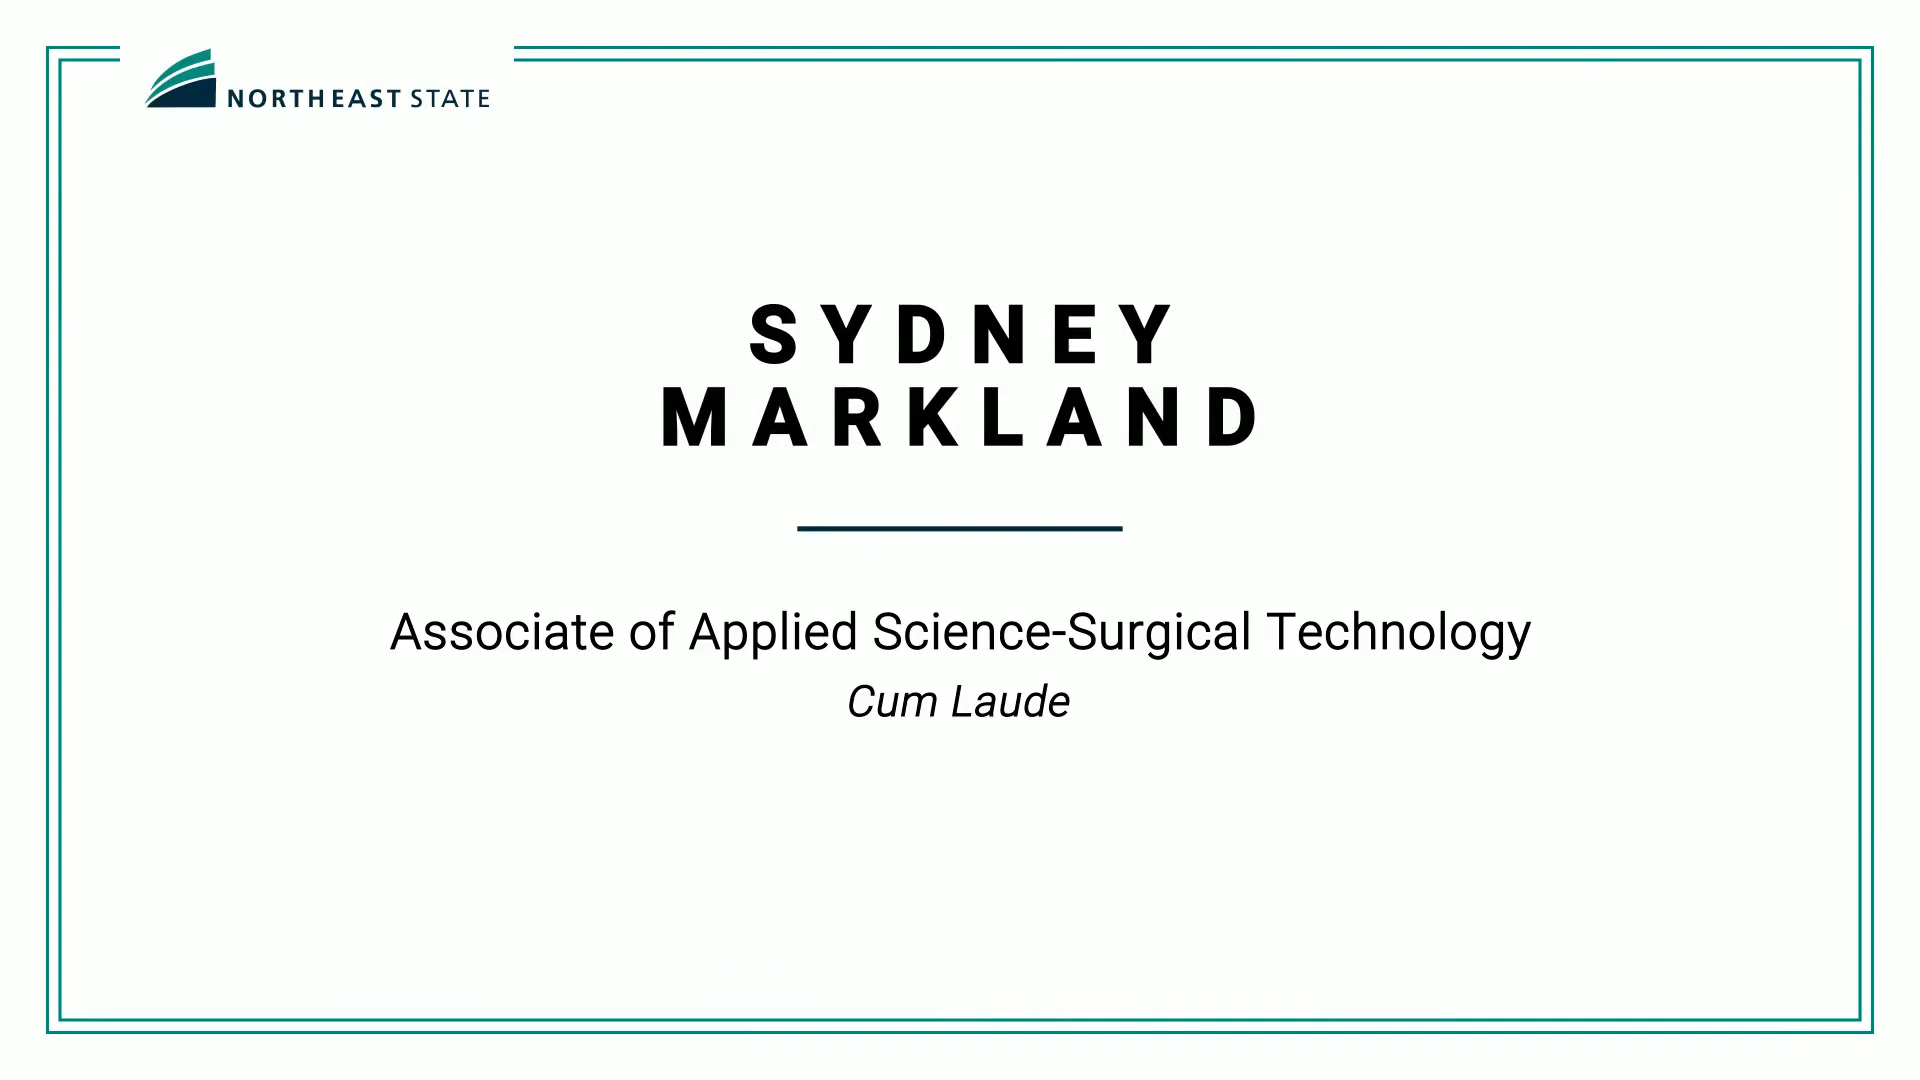 NORTHEAST STATE
SYDNEY
MARKLAND
Associate of Applied Science-Surgical Technology
Cum Laude